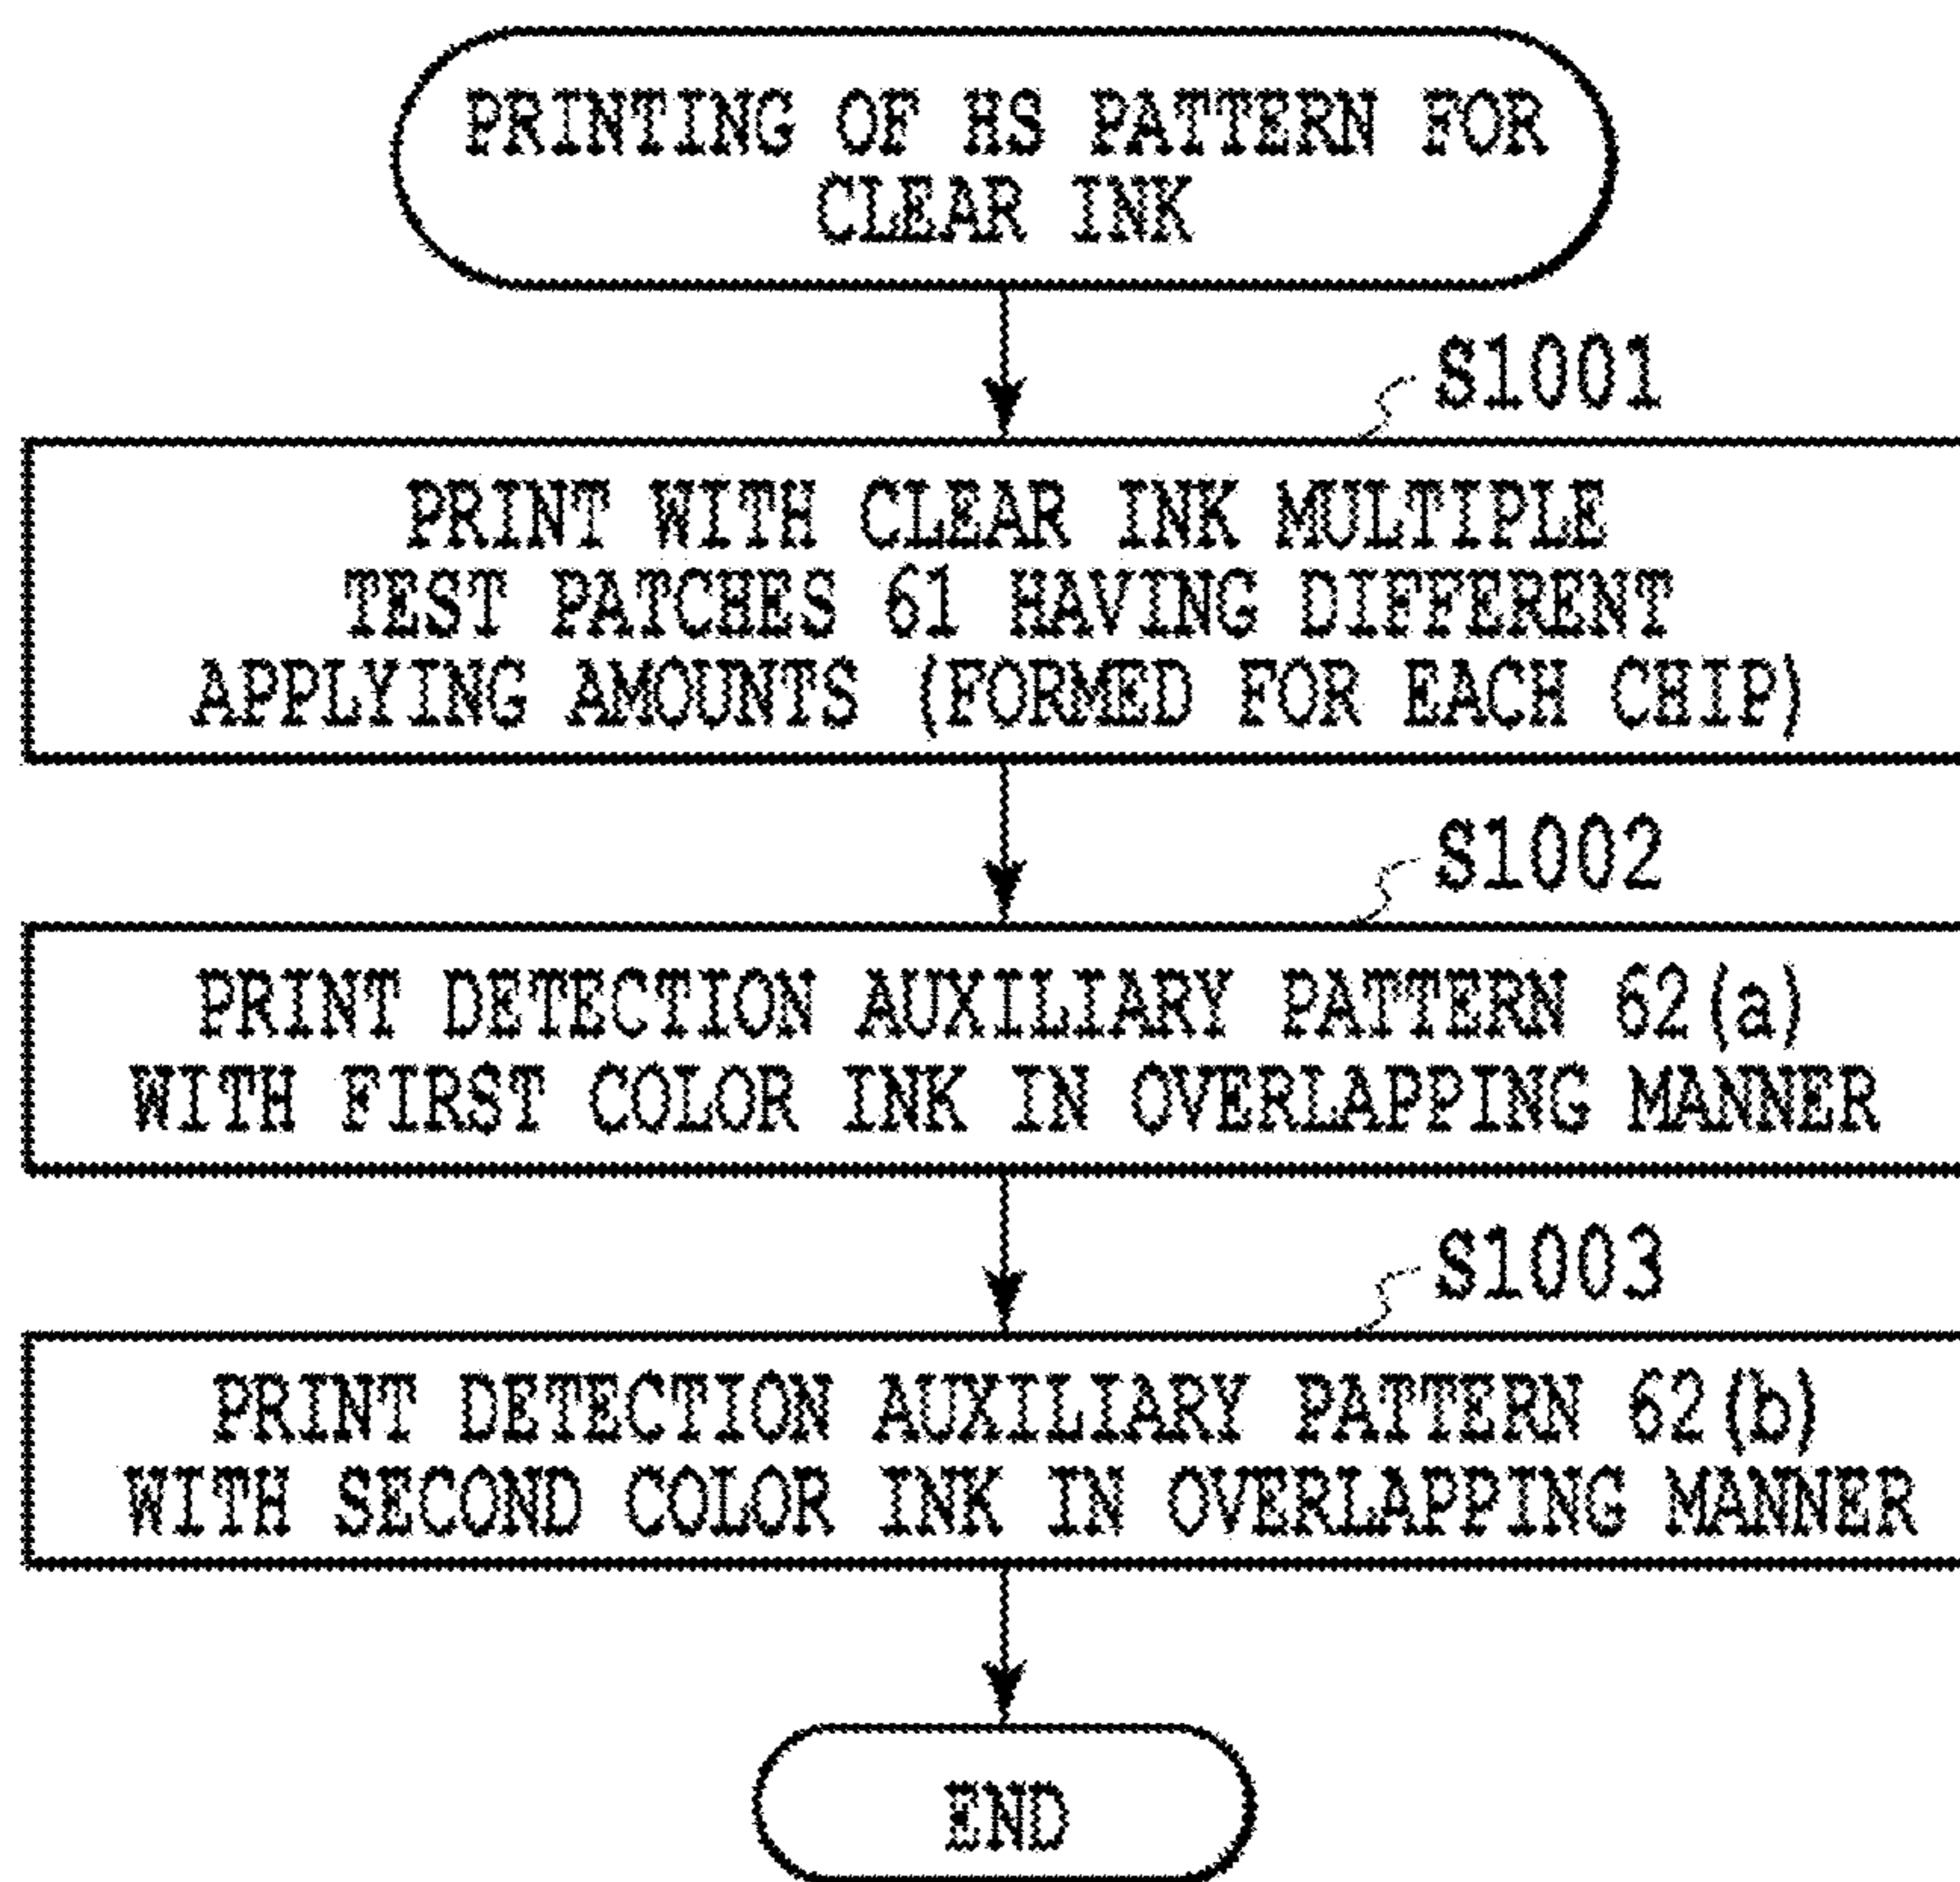 PRINTING OF HS PATTERN FOR
CLEAR INK
S1001
PRINT WITH CLEAR INK MULTIPLE
TEST PATCHES 61 HAVING DIFFERENT
APPLYING AMOUNTS (FORMED FOR EACH CHIP)
S1002
PRINT DETECTION AUXILIARY PATTERN 62(a)
WITH FIRST COLOR INK IN OVERLAPPING MANNER
S1003
PRINT DETECTION AUXILIARY PATTERN 62(b)
WITH SECOND COLOR INK IN OVERLAPPING MANNER
END